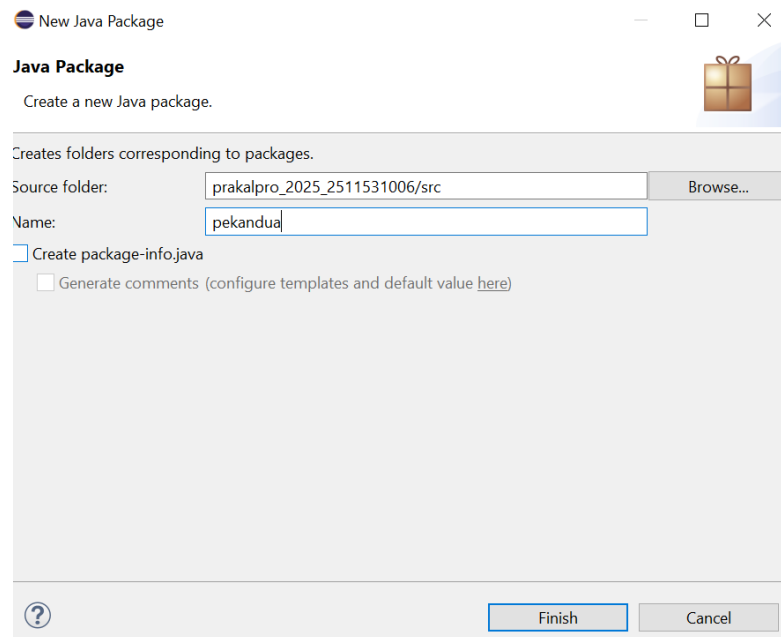 New Java Package
Java Package
Create a new Java package.
Creates folders corresponding to packages.
Source folder: prakalpro_2025_2511531006/src Browse...
Name: pekandua
Create package-info.java
Generate comments (configure templates and default value here)
? Finish Cancel